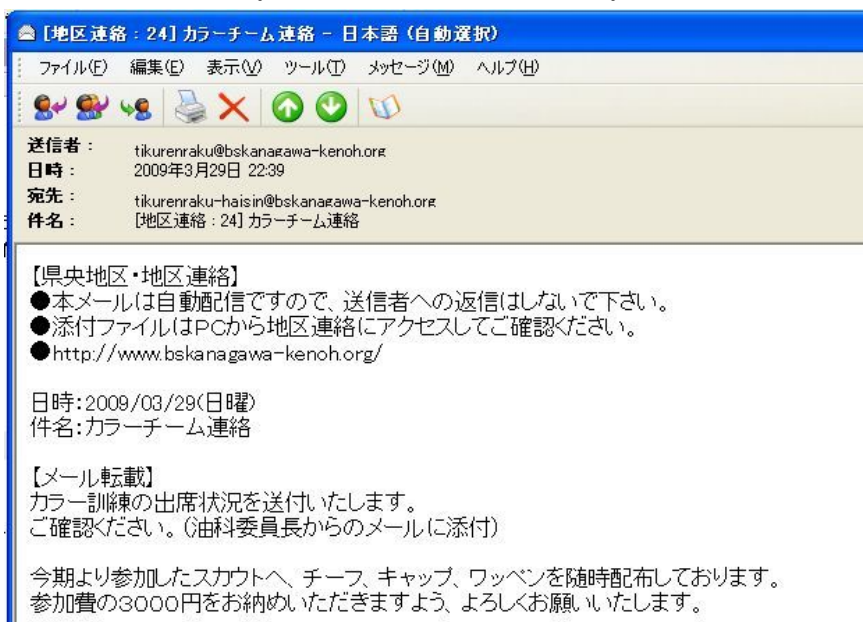 [地区連絡:24] カラーチーム連絡 - 日本語 (自動選択)
ファイル(F) 編集(E) 表示(V) ツール(T) メッセージ(M) ヘルプ(H)
送信者: tikurenraku@bskanagawa-kenoh.org
日時: 2009年3月29日 22:39
宛先: tikurenraku-haisin@bskanagawa-kenoh.org
件名: [地区連絡:24] カラーチーム連絡
【県央地区・地区連絡】
●本メールは自動配信ですので、送信者への返信はしないで下さい。
●添付ファイルはPCから地区連絡にアクセスしてご確認ください。
●http://www.bskanagawa-kenoh.org/
日時:2009/03/29(日曜)
件名:カラーチーム連絡
【メール転載】
カラー訓練の出席状況を送付いたします。
ご確認ください。(油科委員長からのメールに添付)
今期より参加したスカウトへ、チーフ、キャップ、ワッペンを随時配布しております。
参加費の3000円をお納めいただきますよう、よろしくお願いいたします。